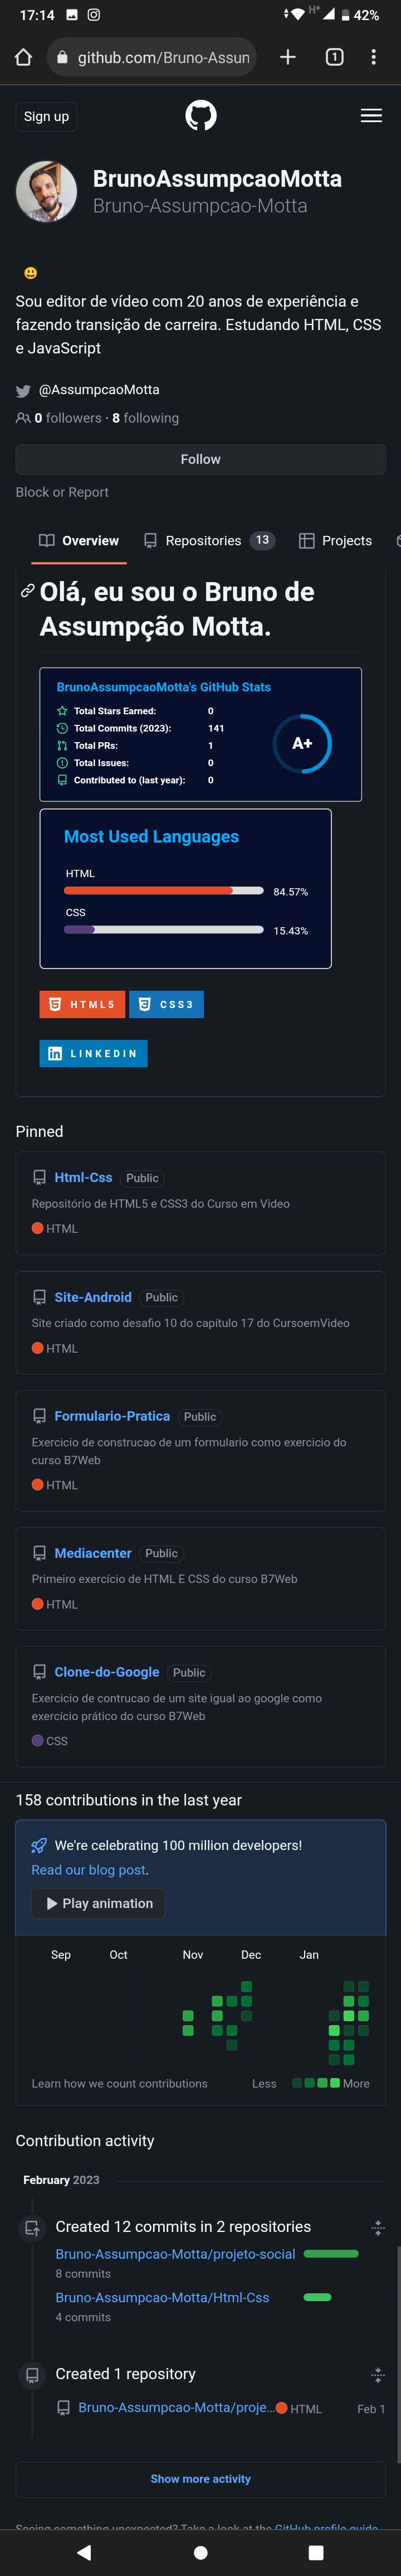 17:14
H+
42%
github.com/Bruno-Assun
1
Sign up
BrunoAssumpcaoMotta
Bruno-Assumpcao-Motta
Sou editor de vídeo com 20 anos de experiência e
fazendo transição de carreira. Estudando HTML, CSS
e JavaScript
@AssumpcaoMotta
0 followers · 8 following
Follow
Block or Report
Overview
Repositories 13
Projects
Olá, eu sou o Bruno de
Assumpção Motta.
BrunoAssumpcaoMotta's GitHub Stats
Total Stars Earned: 0
Total Commits (2023): 141
Total PRs: 1
Total Issues: 0
Contributed to (last year): 0
A+
Most Used Languages
HTML
84.57%
CSS
15.43%
HTML5
CSS3
LINKEDIN
Pinned
Html-Css Public
Repositório de HTML5 e CSS3 do Curso em Video
HTML
Site-Android Public
Site criado como desafio 10 do capítulo 17 do CursoemVideo
HTML
Formulario-Pratica Public
Exercicio de construcao de um formulario como exercicio do
curso B7Web
HTML
Mediacenter Public
Primeiro exercício de HTML E CSS do curso B7Web
HTML
Clone-do-Google Public
Exercicio de contrucao de um site igual ao google como
exercício prático do curso B7Web
CSS
158 contributions in the last year
We're celebrating 100 million developers!
Read our blog post.
Play animation
Sep Oct Nov Dec Jan
Learn how we count contributions
Less More
Contribution activity
February 2023
Created 12 commits in 2 repositories
Bruno-Assumpcao-Motta/projeto-social
8 commits
Bruno-Assumpcao-Motta/Html-Css
4 commits
Created 1 repository
Bruno-Assumpcao-Motta/proje... HTML Feb 1
Show more activity
Seeing something unexpected? Take a look at the GitHub profile guide